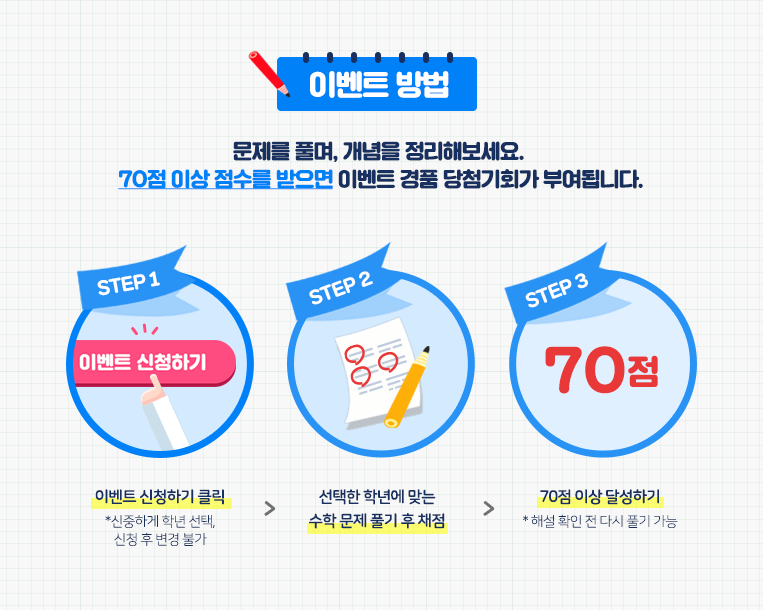 이벤트 방법
문제를 풀며, 개념을 정리해보세요.
70점 이상 점수를 받으면 이벤트 경품 당첨기회가 부여됩니다.
STEP 1
이벤트 신청하기
이벤트 신청하기 클릭
*신중하게 학년 선택,
신청 후 변경 불가
>
STEP 2
선택한 학년에 맞는
수학 문제 풀기 후 채점
>
STEP 3
70점
70점 이상 달성하기
* 해설 확인 전 다시 풀기 가능